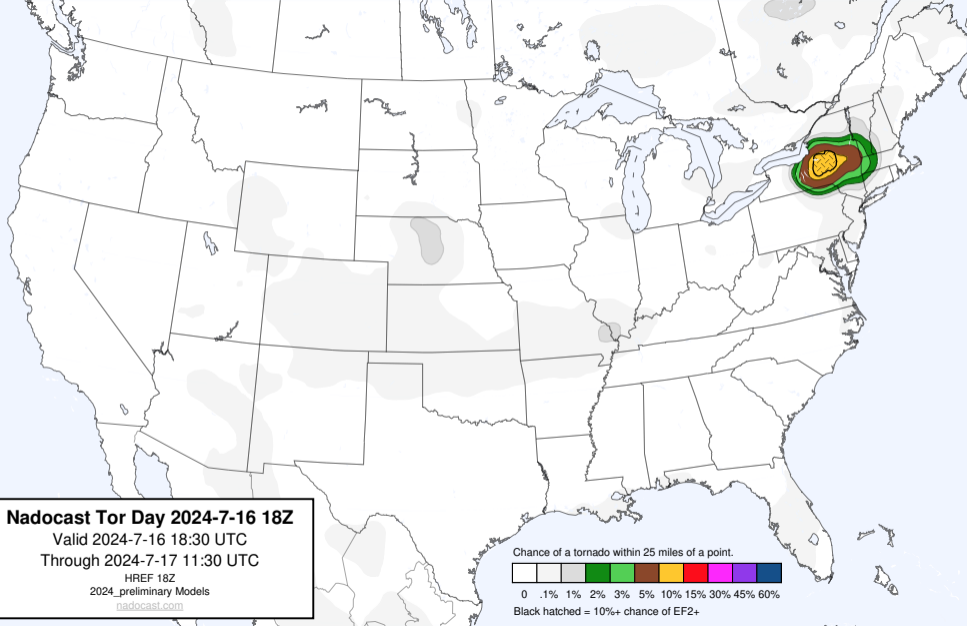 Nadocast Tor Day 2024-7-16 18Z
Valid 2024-7-16 18:30 UTC
Through 2024-7-17 11:30 UTC
HREF 18Z
2024_preliminary Models
nadocast.com
Chance of a tornado within 25 miles of a point.
0 .1% 1% 2% 3% 5% 10% 15% 30% 45% 60%
Black hatched = 10%+ chance of EF2+